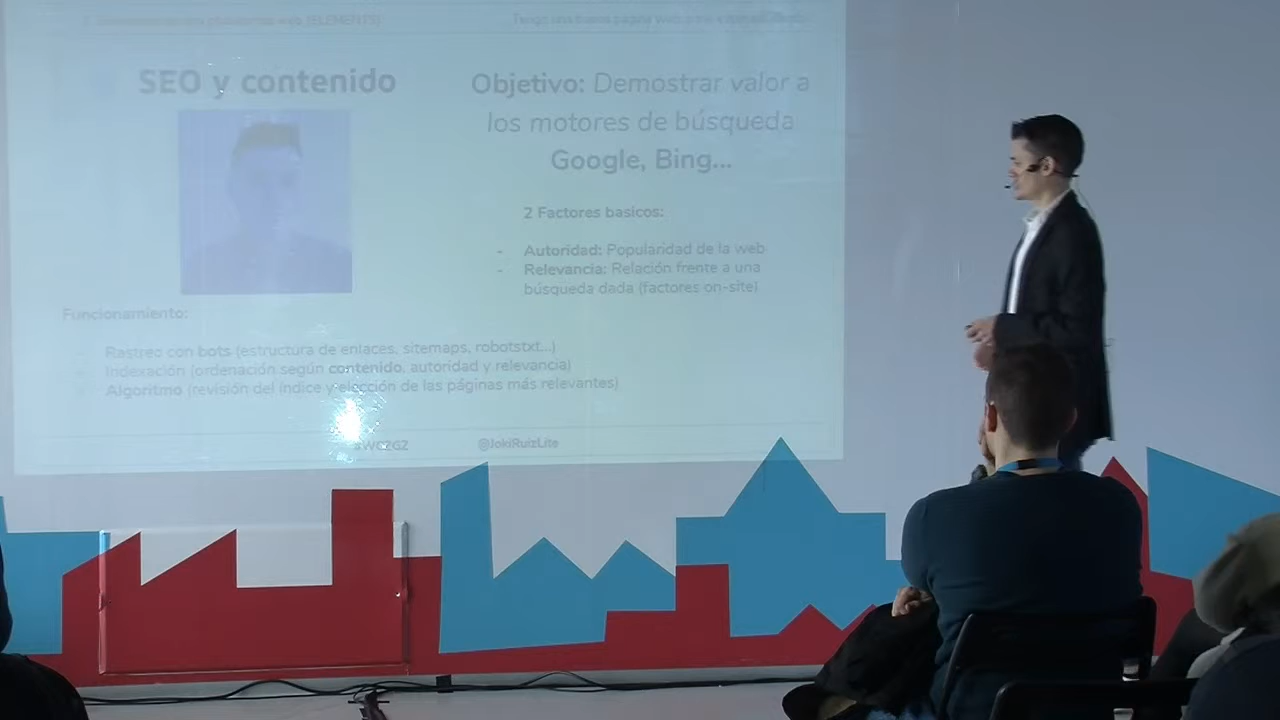 SEO y contenido
Objetivo: Demostrar valor a
los motores de búsqueda
Google, Bing...
2 Factores basicos:
- Autoridad: Popularidad de la web
- Relevancia: Relación frente a una
búsqueda dada (factores on-site)
Funcionamiento:
Rastreo con bots (estructura de enlaces, sitemaps, robotstxt...)
Indexación (ordenación según contenido, autoridad y relevancia)
Algoritmo (revisión del índice y elección de las páginas más relevantes)
#WCZGZ
@JokiRuizLite